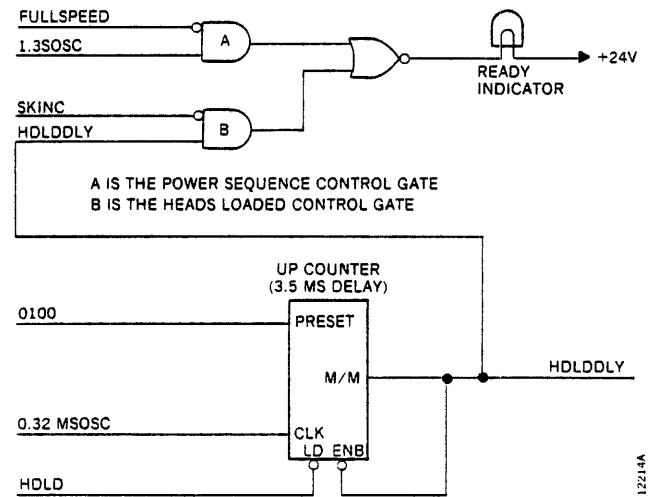 FULLSPEED
1.3SOSC
A
+24V
READY
INDICATOR
SKINC
HDLDDLY
B
A IS THE POWER SEQUENCE CONTROL GATE
B IS THE HEADS LOADED CONTROL GATE
UP COUNTER
(3.5 MS DELAY)
0100
PRESET
M/M
HDLDDLY
0.32 MSOSC
CLK
LD ENB
HDLD
12214A